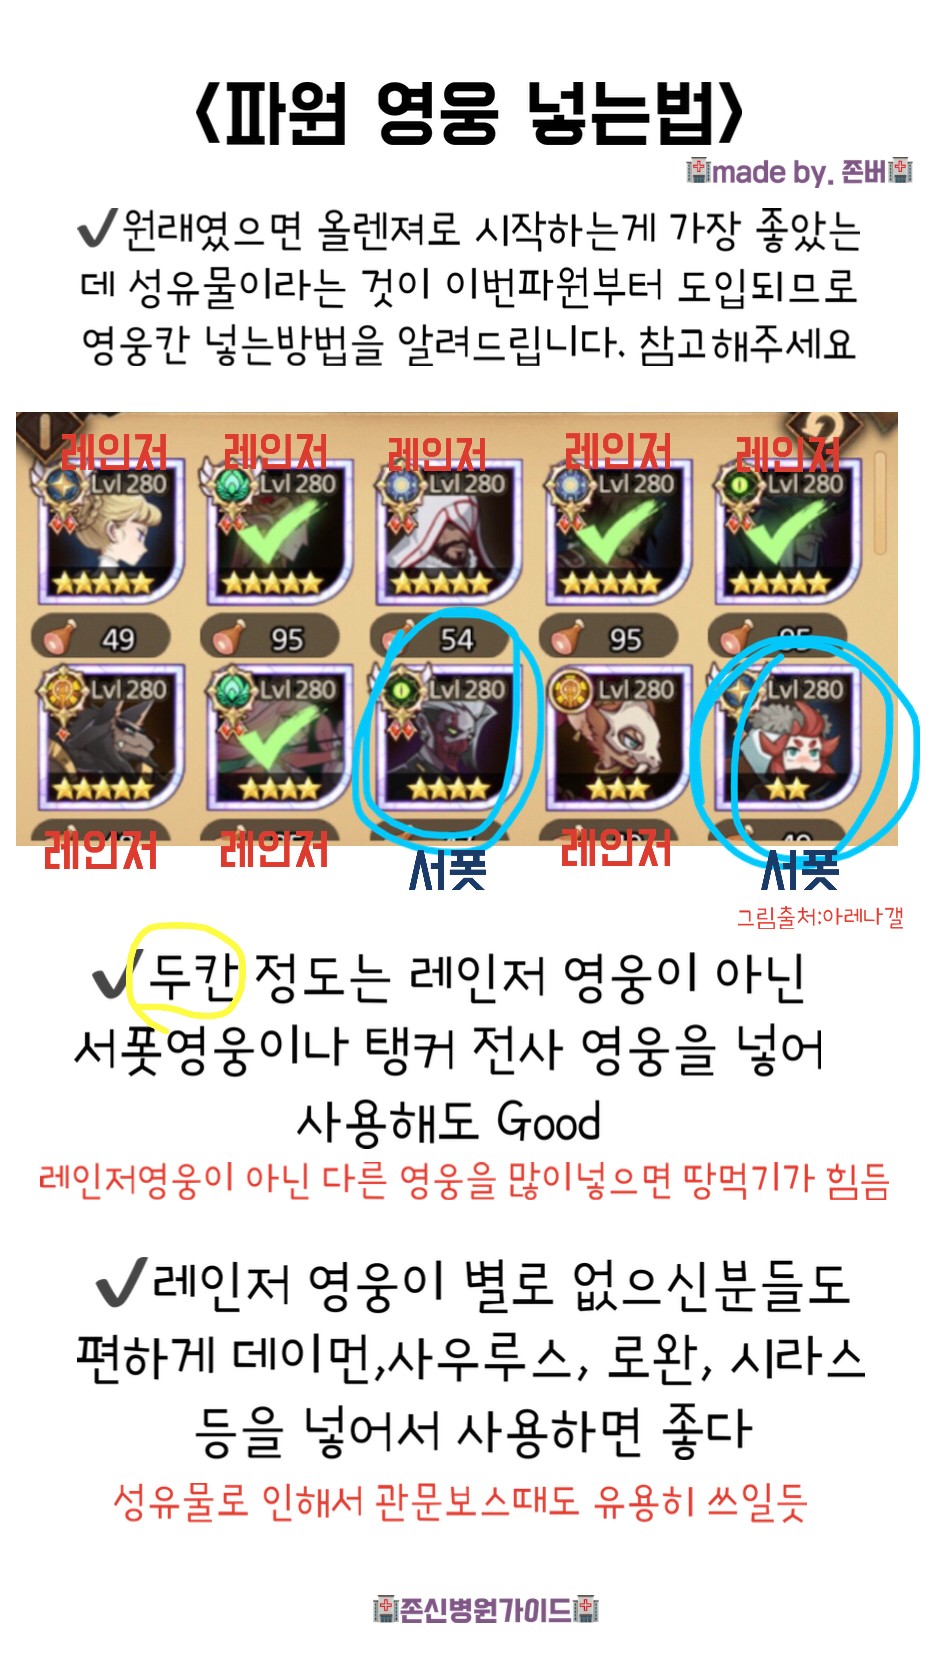 <파원 영웅 넣는법>
made by. 존버
✔원래였으면 올렌져로 시작하는게 가장 좋았는
데 성유물이라는 것이 이번파원부터 도입되므로
영웅칸 넣는방법을 알려드립니다. 참고해주세요
레인저 레인저 레인저 레인저 레인저
Lvl 280 Lvl 280 Lvl 280 Lvl 280 Lvl 280
49 95 54 95 95
Lvl 280 Lvl 280 Lvl 280 Lvl 280 Lvl 280
레인저 레인저 서폿 레인저 서폿
그림출처:아레나갤
✔두칸 정도는 레인저 영웅이 아닌
서폿영웅이나 탱커 전사 영웅을 넣어
사용해도 Good
레인저영웅이 아닌 다른 영웅을 많이넣으면 땅먹기가 힘듬
✔레인저 영웅이 별로 없으신분들도
편하게 데이먼,사우루스, 로완, 시라스
등을 넣어서 사용하면 좋다
성유물로 인해서 관문보스때도 유용히 쓰일듯
존신병원가이드